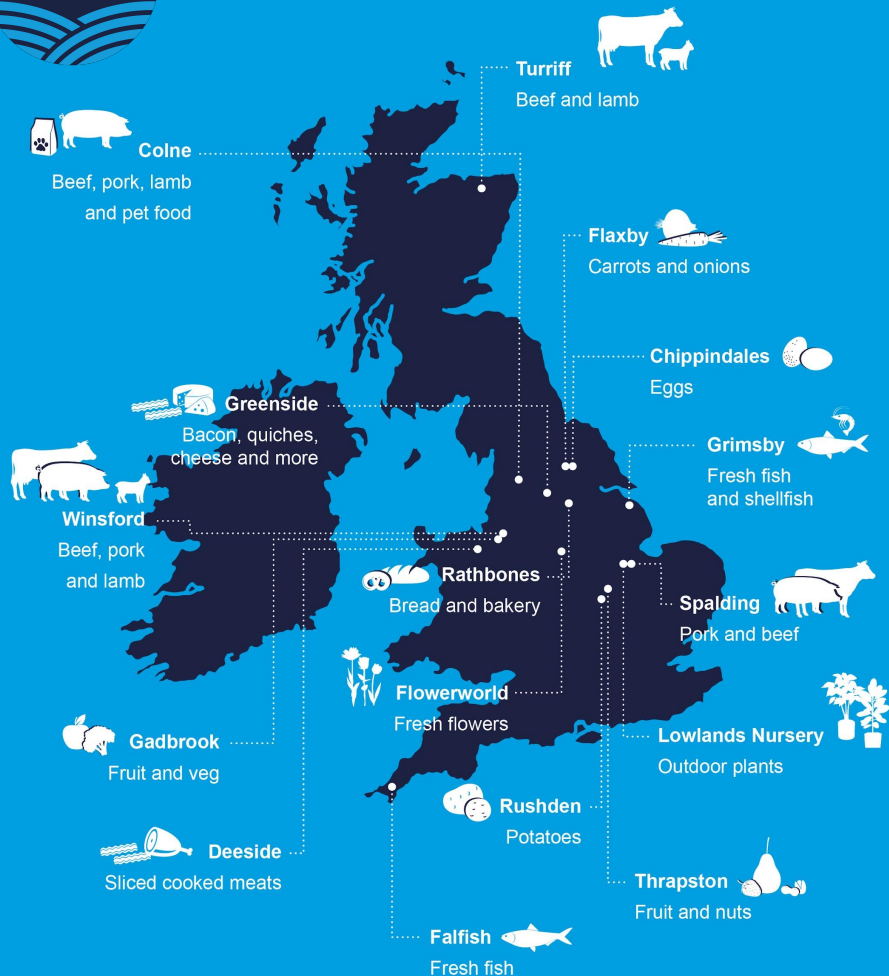 Turriff
Beef and lamb
Colne
Beef, pork, lamb
and pet food
Flaxby
Carrots and onions
Chippindales
Eggs
Greenside
Bacon, quiches,
cheese and more
Grimsby
Fresh fish
and shellfish
Winsford
Beef, pork
and lamb
Rathbones
Bread and bakery
Spalding
Pork and beef
Flowerworld
Fresh flowers
Gadbrook
Fruit and veg
Lowlands Nursery
Outdoor plants
Rushden
Potatoes
Deeside
Sliced cooked meats
Thrapston
Fruit and nuts
Falfish
Fresh fish